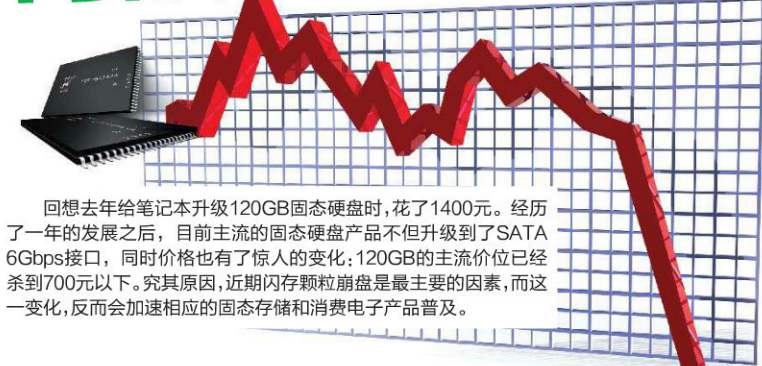 回想去年给笔记本升级120GB固态硬盘时,花了1400元。经历
了一年的发展之后，目前主流的固态硬盘产品不但升级到了SATA
6Gbps接口，同时价格也有了惊人的变化:120GB的主流价位已经
杀到700元以下。究其原因,近期闪存颗粒崩盘是最主要的因素,而这
一变化,反而会加速相应的固态存储和消费电子产品普及。